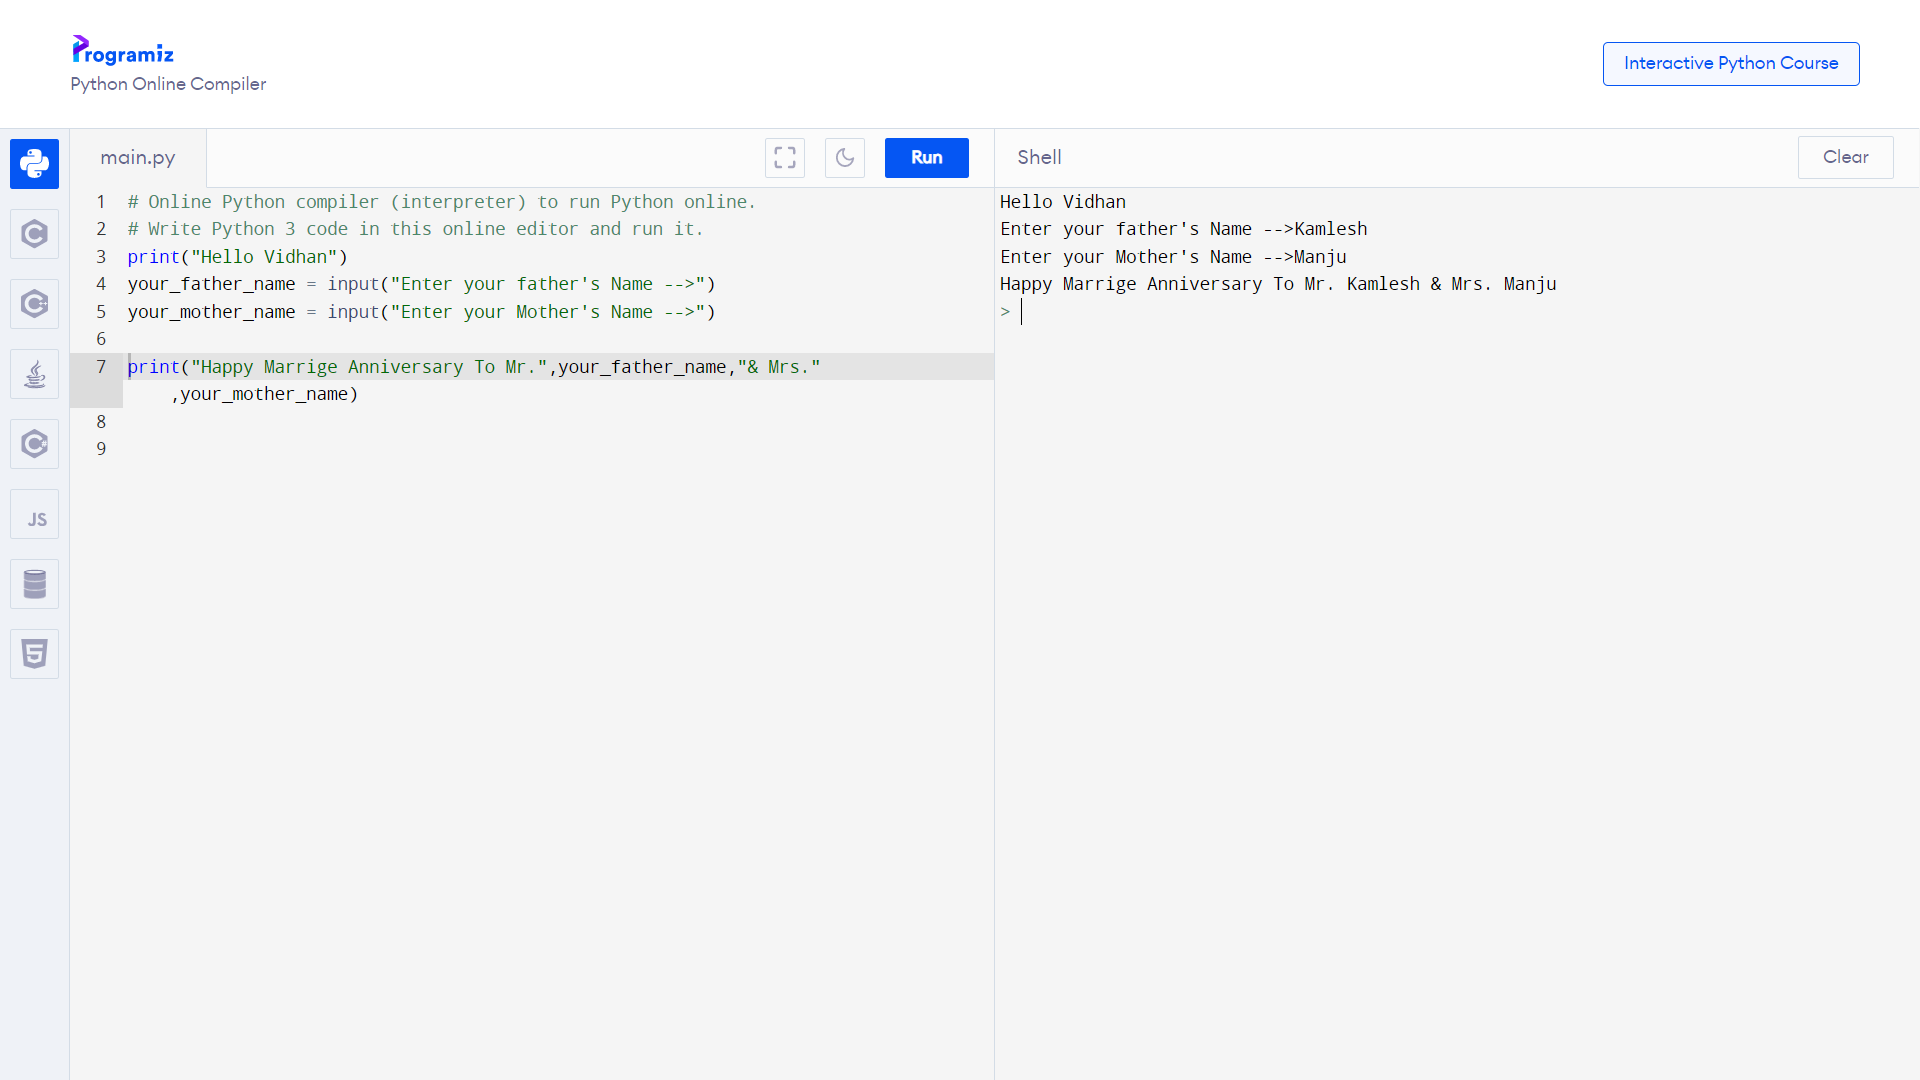 Programiz
Python Online Compiler
Interactive Python Course
main.py
Run
Shell
Clear
1 # Online Python compiler (interpreter) to run Python online.
2 # Write Python 3 code in this online editor and run it.
3 print("Hello Vidhan")
4 your_father_name = input("Enter your father's Name -->")
5 your_mother_name = input("Enter your Mother's Name -->")
6
7 print("Happy Marrige Anniversary To Mr.",your_father_name,"& Mrs."
,your_mother_name)
8
9
JS
Hello Vidhan
Enter your father's Name -->Kamlesh
Enter your Mother's Name -->Manju
Happy Marrige Anniversary To Mr. Kamlesh & Mrs. Manju
>